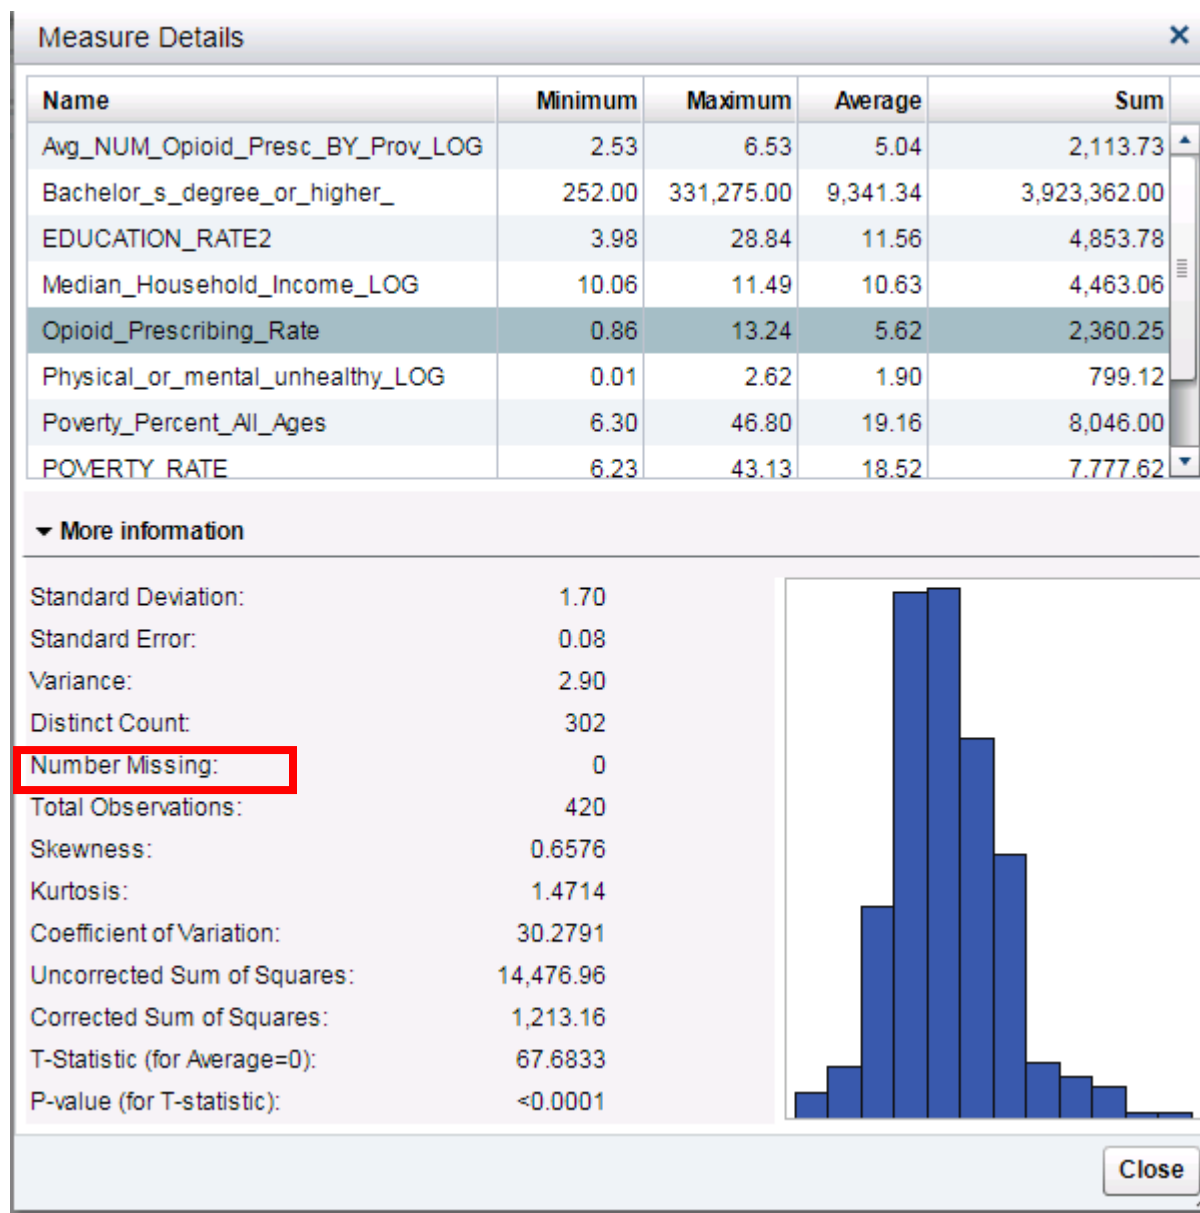 Measure Details
Name Minimum Maximum Average Sum
Avg_NUM_Opioid_Presc_BY_Prov_LOG 2.53 6.53 5.04 2,113.73
Bachelor_s_degree_or_higher_ 252.00 331,275.00 9,341.34 3,923,362.00
EDUCATION_RATE2 3.98 28.84 11.56 4,853.78
Median_Household_Income_LOG 10.06 11.49 10.63 4,463.06
Opioid_Prescribing_Rate 0.86 13.24 5.62 2,360.25
Physical_or_mental_unhealthy_LOG 0.01 2.62 1.90 799.12
Poverty_Percent_All_Ages 6.30 46.80 19.16 8,046.00
POVERTY_RATE 6.23 43.13 18.52 7,777.62
More information
Standard Deviation: 1.70
Standard Error: 0.08
Variance: 2.90
Distinct Count: 302
Number Missing: 0
Total Observations: 420
Skewness: 0.6576
Kurtosis: 1.4714
Coefficient of Variation: 30.2791
Uncorrected Sum of Squares: 14,476.96
Corrected Sum of Squares: 1,213.16
T-Statistic (for Average=0): 67.6833
P-value (for T-statistic): <0.0001
Close